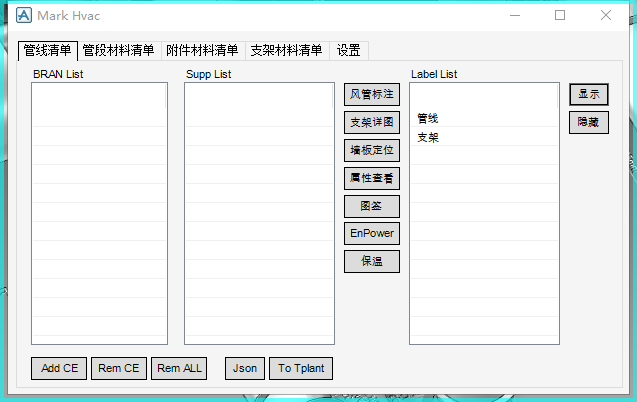 Mark Hvac
管线清单 管段材料清单 附件材料清单 支架材料清单 设置
BRAN List Supp List Label List
风管标注 显示
管线
支架详图 隐藏
支架
墙板定位
属性查看
图签
EnPower
保温
Add CE Rem CE Rem ALL Json To Tplant